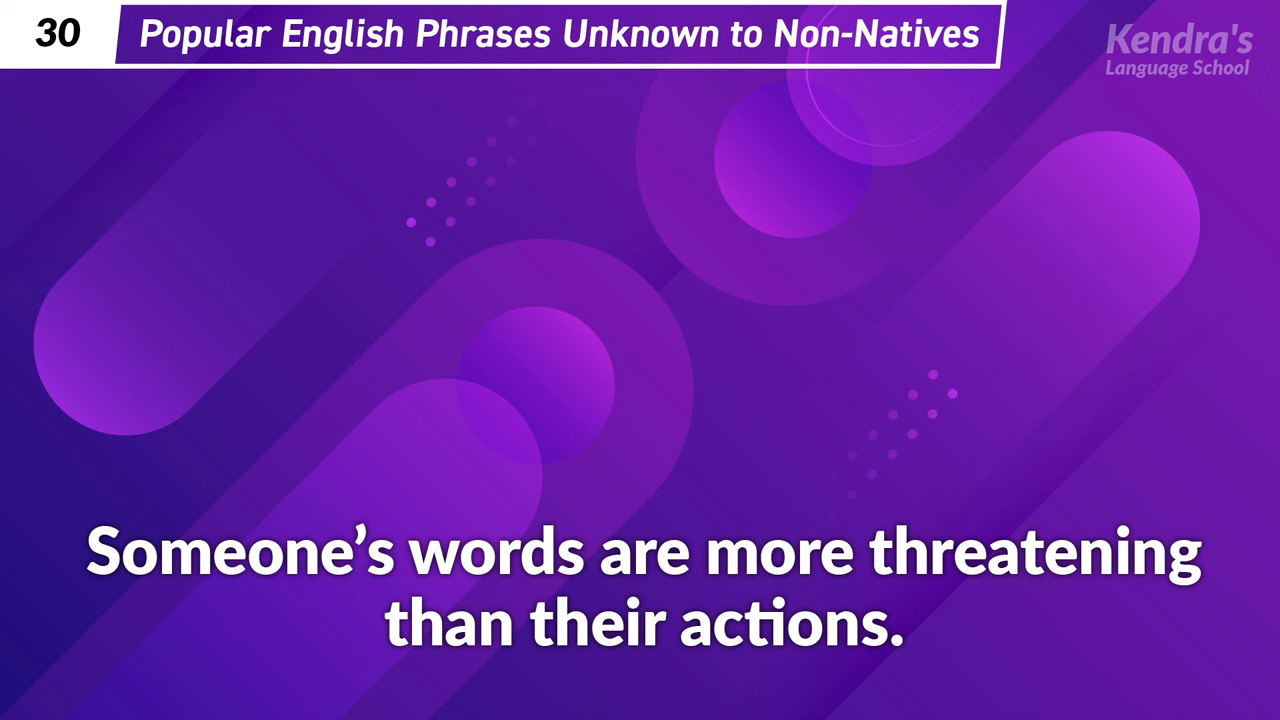 30
Popular English Phrases Unknown to Non-Natives
Kendra's
Language School
Someone’s words are more threatening
than their actions.